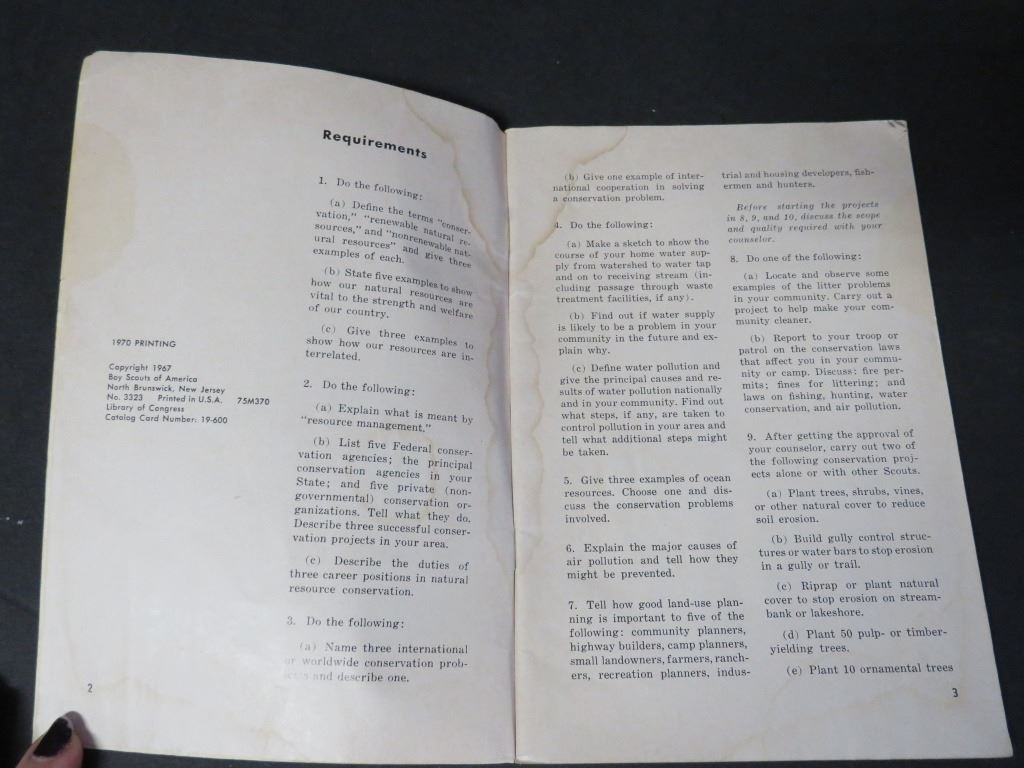 1970 PRINTING
Copyright 1967
Boy Scouts of America
North Brunswick, New Jersey
No. 3323 Printed in U.S.A. 75M370
Library of Congress
Catalog Card Number: 19-600
2
Requirements
1. Do the following:
(a) Define the terms "conser-
vation," "renewable natural re-
sources," and "nonrenewable nat-
ural resources" and give three
examples of each.
(b) State five examples to show
how our natural resources are
vital to the strength and welfare
of our country.
(c) Give three examples to
show how our resources are in-
terrelated.
2. Do the following:
(a) Explain what is meant by
"resource management."
(b) List five Federal conser-
vation agencies; the principal
conservation agencies in your
State; and five private (non-
governmental) conservation or-
ganizations. Tell what they do.
Describe three successful conser-
vation projects in your area.
(c) Describe the duties of
three career positions in natural
resource conservation.
3. Do the following:
(a) Name three international
or worldwide conservation prob-
lems and describe one.
(b) Give one example of inter-
national cooperation in solving
a conservation problem.
4. Do the following:
(a) Make a sketch to show the
course of your home water sup-
ply from watershed to water tap
and on to receiving stream (in-
cluding passage through waste
treatment facilities, if any).
(b) Find out if water supply
is likely to be a problem in your
community in the future and ex-
plain why.
(c) Define water pollution and
give the principal causes and re-
sults of water pollution nationally
and in your community. Find out
what steps, if any, are taken to
control pollution in your area and
tell what additional steps might
be taken.
5. Give three examples of ocean
resources. Choose one and dis-
cuss the conservation problems
involved.
6. Explain the major causes of
air pollution and tell how they
might be prevented.
7. Tell how good land-use plan-
ning is important to five of the
following: community planners,
highway builders, camp planners,
small landowners, farmers, ranch-
ers, recreation planners, indus-
trial and housing developers, fish-
ermen and hunters.
Before starting the projects
in 8, 9, and 10, discuss the scope
and quality required with your
counselor.
8. Do one of the following:
(a) Locate and observe some
examples of the litter problems
in your community. Carry out a
project to help make your com-
munity cleaner.
(b) Report to your troop or
patrol on the conservation laws
that affect you in your commu-
nity or camp. Discuss: fire per-
mits; fines for littering; and
laws on fishing, hunting, water
conservation, and air pollution.
9. After getting the approval of
your counselor, carry out two of
the following conservation proj-
ects alone or with other Scouts.
(a) Plant trees, shrubs, vines,
or other natural cover to reduce
soil erosion.
(b) Build gully control struc-
tures or water bars to stop erosion
in a gully or trail.
(c) Riprap or plant natural
cover to stop erosion on stream-
bank or lakeshore.
(d) Plant 50 pulp- or timber-
yielding trees.
(e) Plant 10 ornamental trees
3